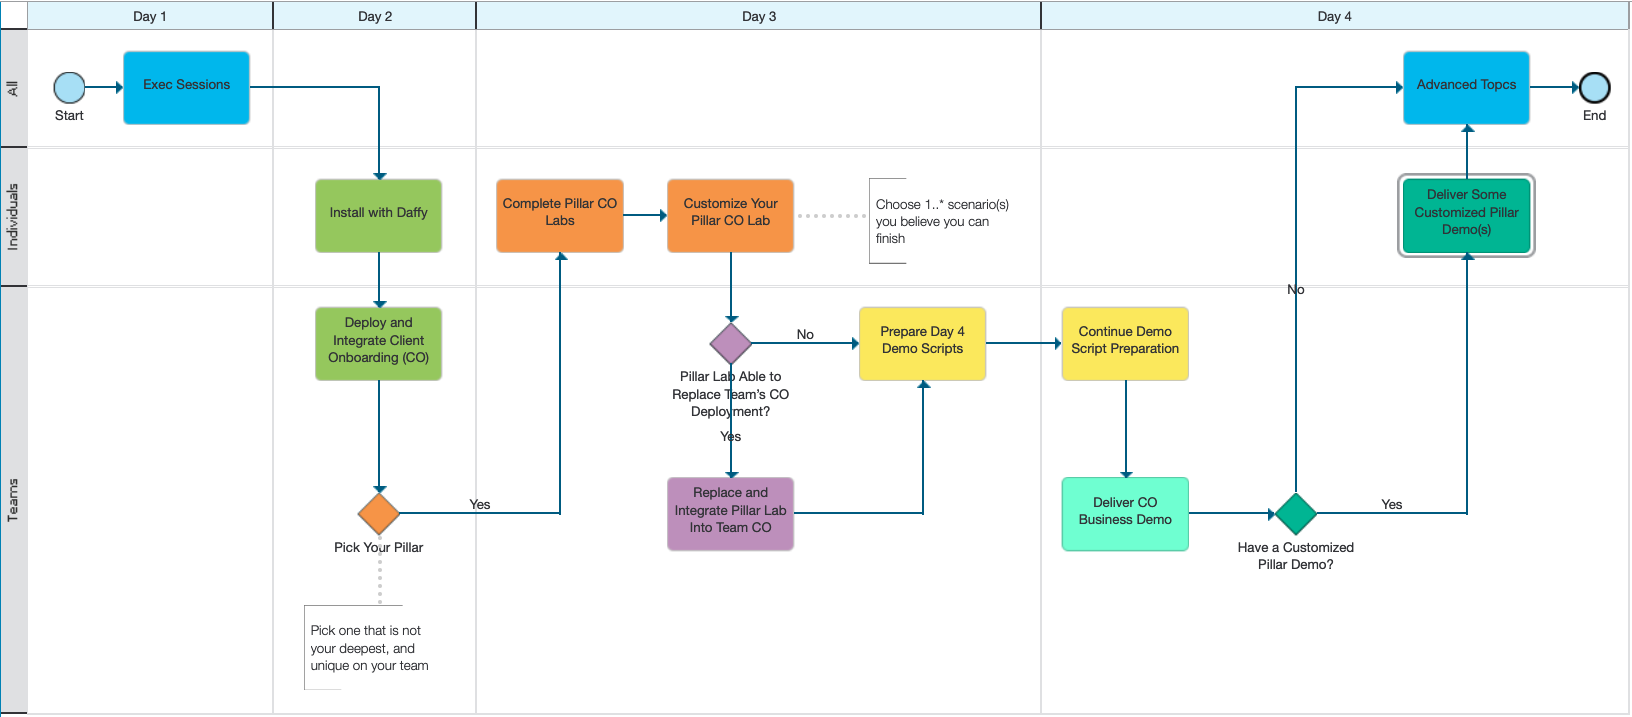 Day 1
Day 2
Day 3
Day 4
All
Start
Exec Sessions
Advanced Topcs
End
Individuals
Install with Daffy
Complete Pillar CO
Labs
Customize Your
Pillar CO Lab
Choose 1..* scenario(s)
you believe you can
finish
Deliver Some
Customized Pillar
Demo(s)
No
Teams
Deploy and
Integrate Client
Onboarding (CO)
No
Prepare Day 4
Demo Scripts
Continue Demo
Script Preparation
Pillar Lab Able to
Replace Team's CO
Deployment?
Yes
Yes
Pick Your Pillar
Replace and
Integrate Pillar Lab
Into Team CO
Deliver CO
Business Demo
Yes
Have a Customized
Pillar Demo?
Pick one that is not
your deepest, and
unique on your team